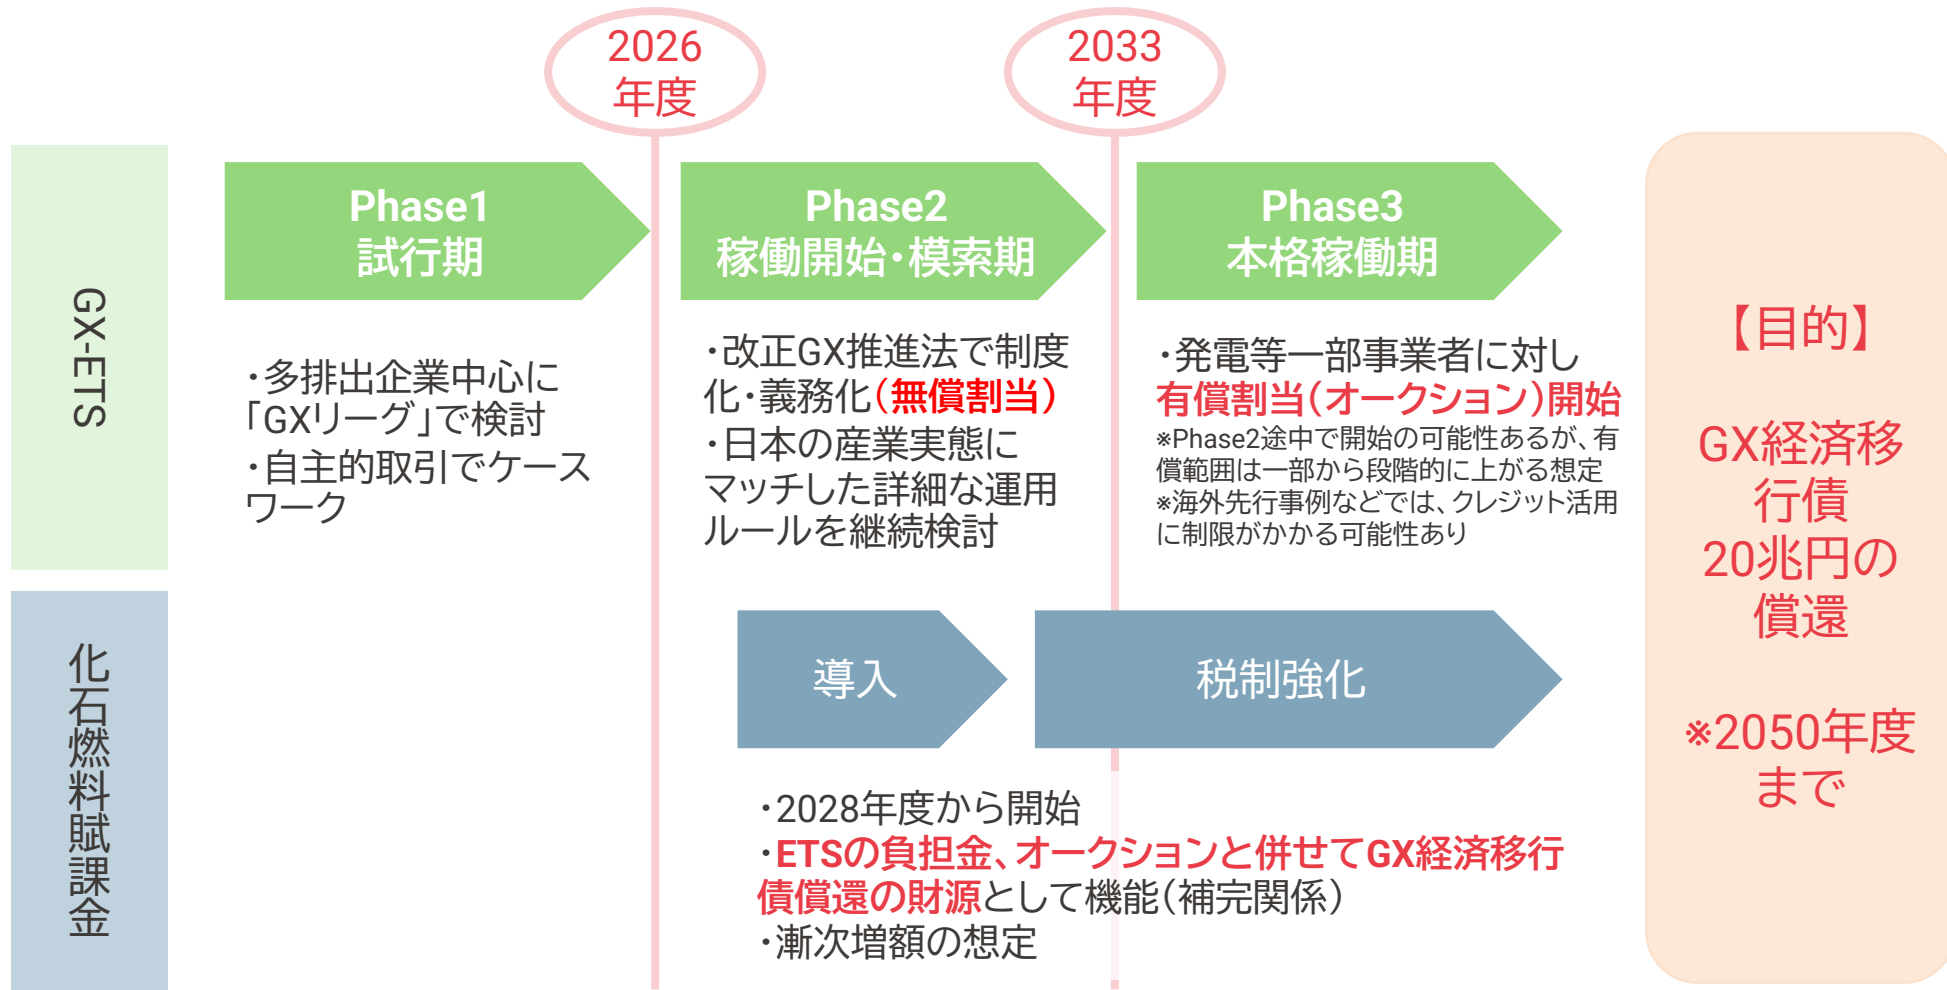 2026
年度
2033
年度
GX-ETS
Phase1
試行期
Phase2
稼働開始・模索期
Phase3
本格稼働期
・多排出企業中心に
「GXリーグ」で検討
・自主的取引でケース
ワーク
・改正GX推進法で制度
化・義務化（無償割当）
・日本の産業実態に
マッチした詳細な運用
ルールを継続検討
・発電等一部事業者に対し
有償割当（オークション）開始
※Phase2途中で開始の可能性あるが、有
償範囲は一部から段階的に上がる想定
※海外先行事例などでは、クレジット活用
に制限がかかる可能性あり
化石燃料賦課金
導入
税制強化
・2028年度から開始
・ETSの負担金、オークションと併せてGX経済移行
債償還の財源として機能（補完関係）
・漸次増額の想定
【目的】
GX経済移
行債
20兆円の
償還
※2050年度
まで